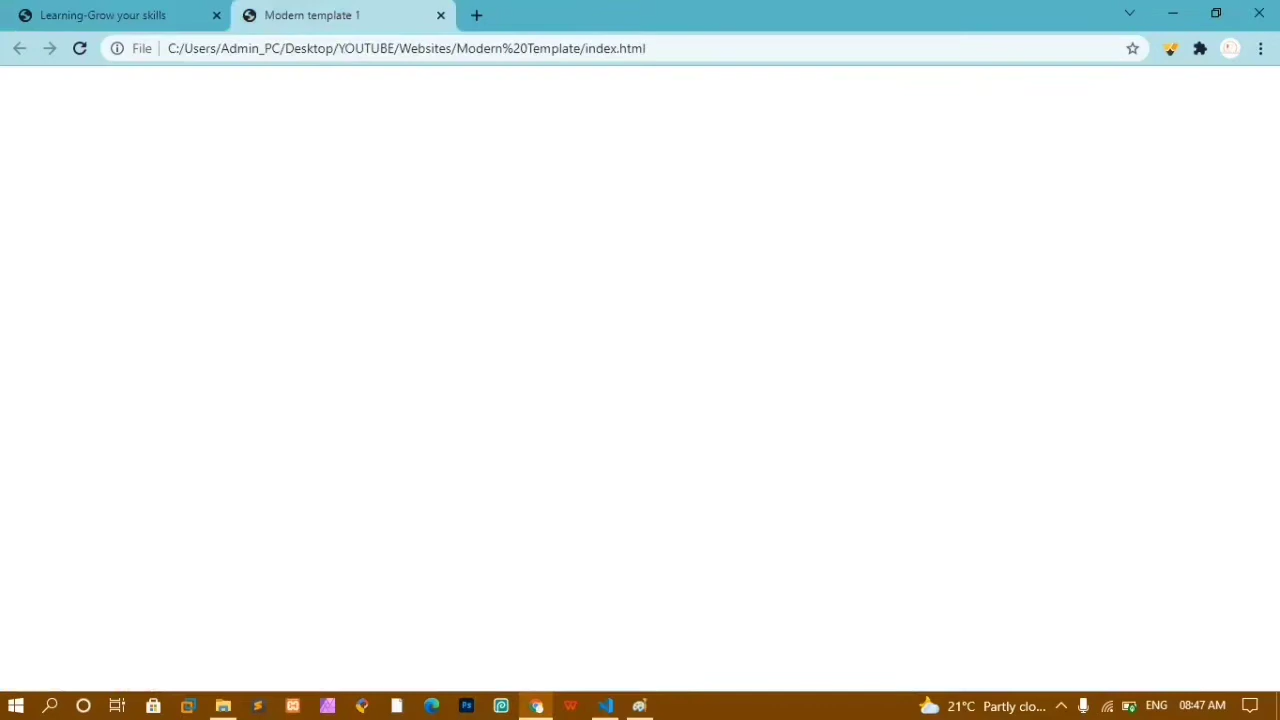 Learning-Grow your skills
Modern template 1
File
C:/Users/Admin_PC/Desktop/YOUTUBE/Websites/Modern%20Template/index.html
21°C Partly clo...
ENG
08:47 AM